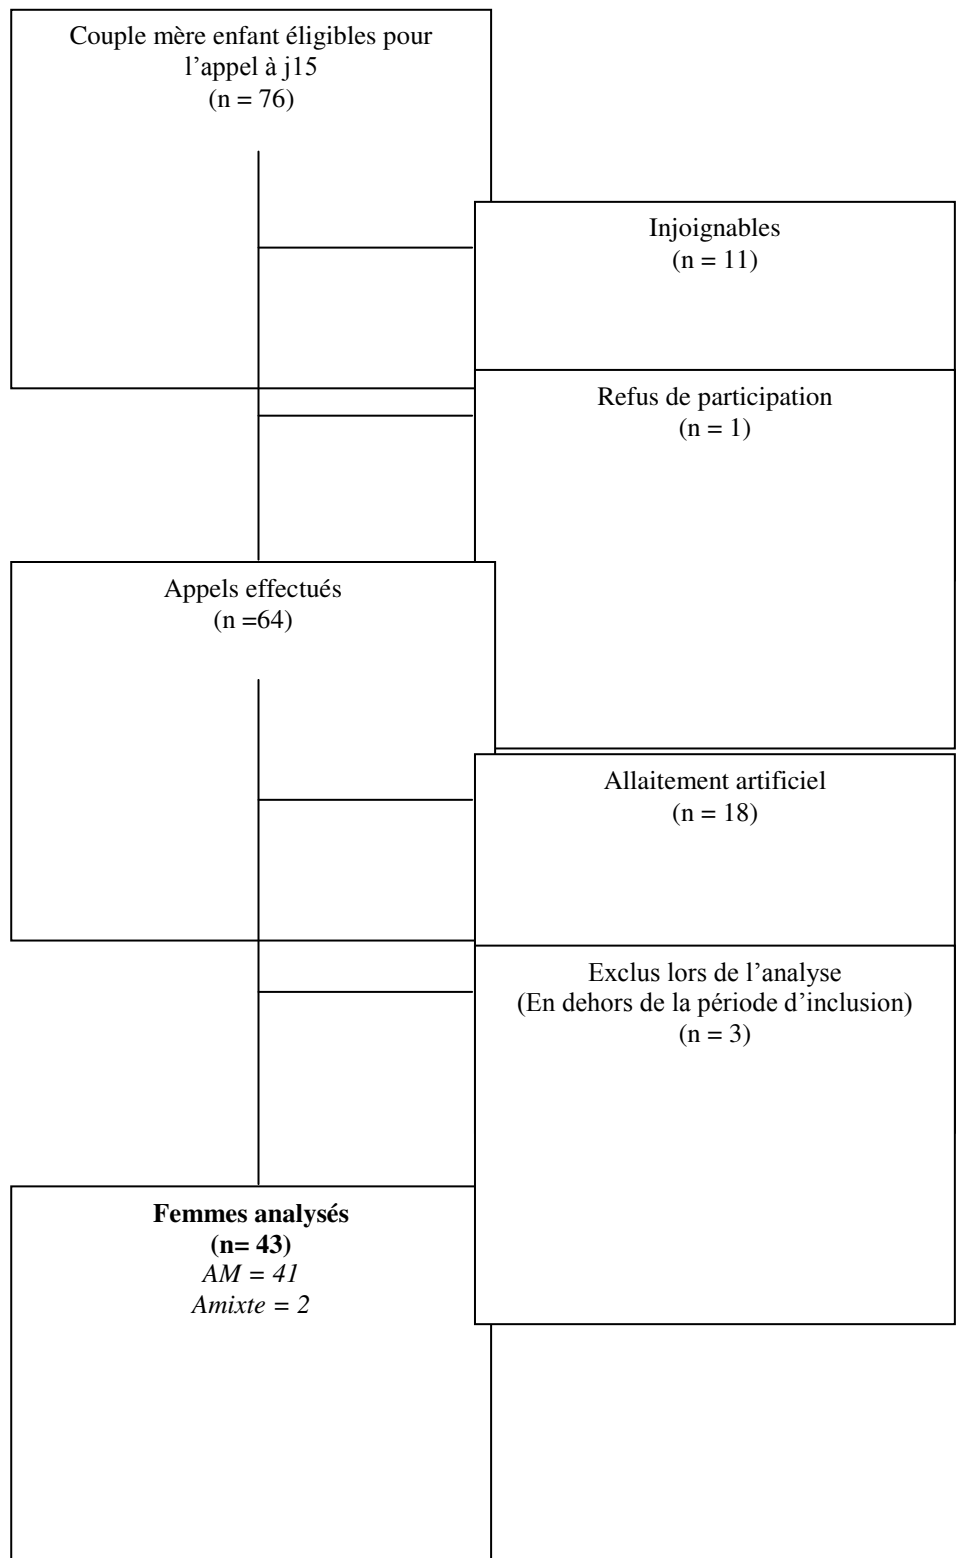 Couple mère enfant éligibles pour
l'appel à j15
(n = 76)
Injoignables
(n = 11)
Refus de participation
(n = 1)
Appels effectués
(n =64)
Allaitement artificiel
(n = 18)
Exclus lors de l'analyse
(En dehors de la période d'inclusion)
(n = 3)
Femmes analysés
(n= 43)
AM = 41
Amixte = 2